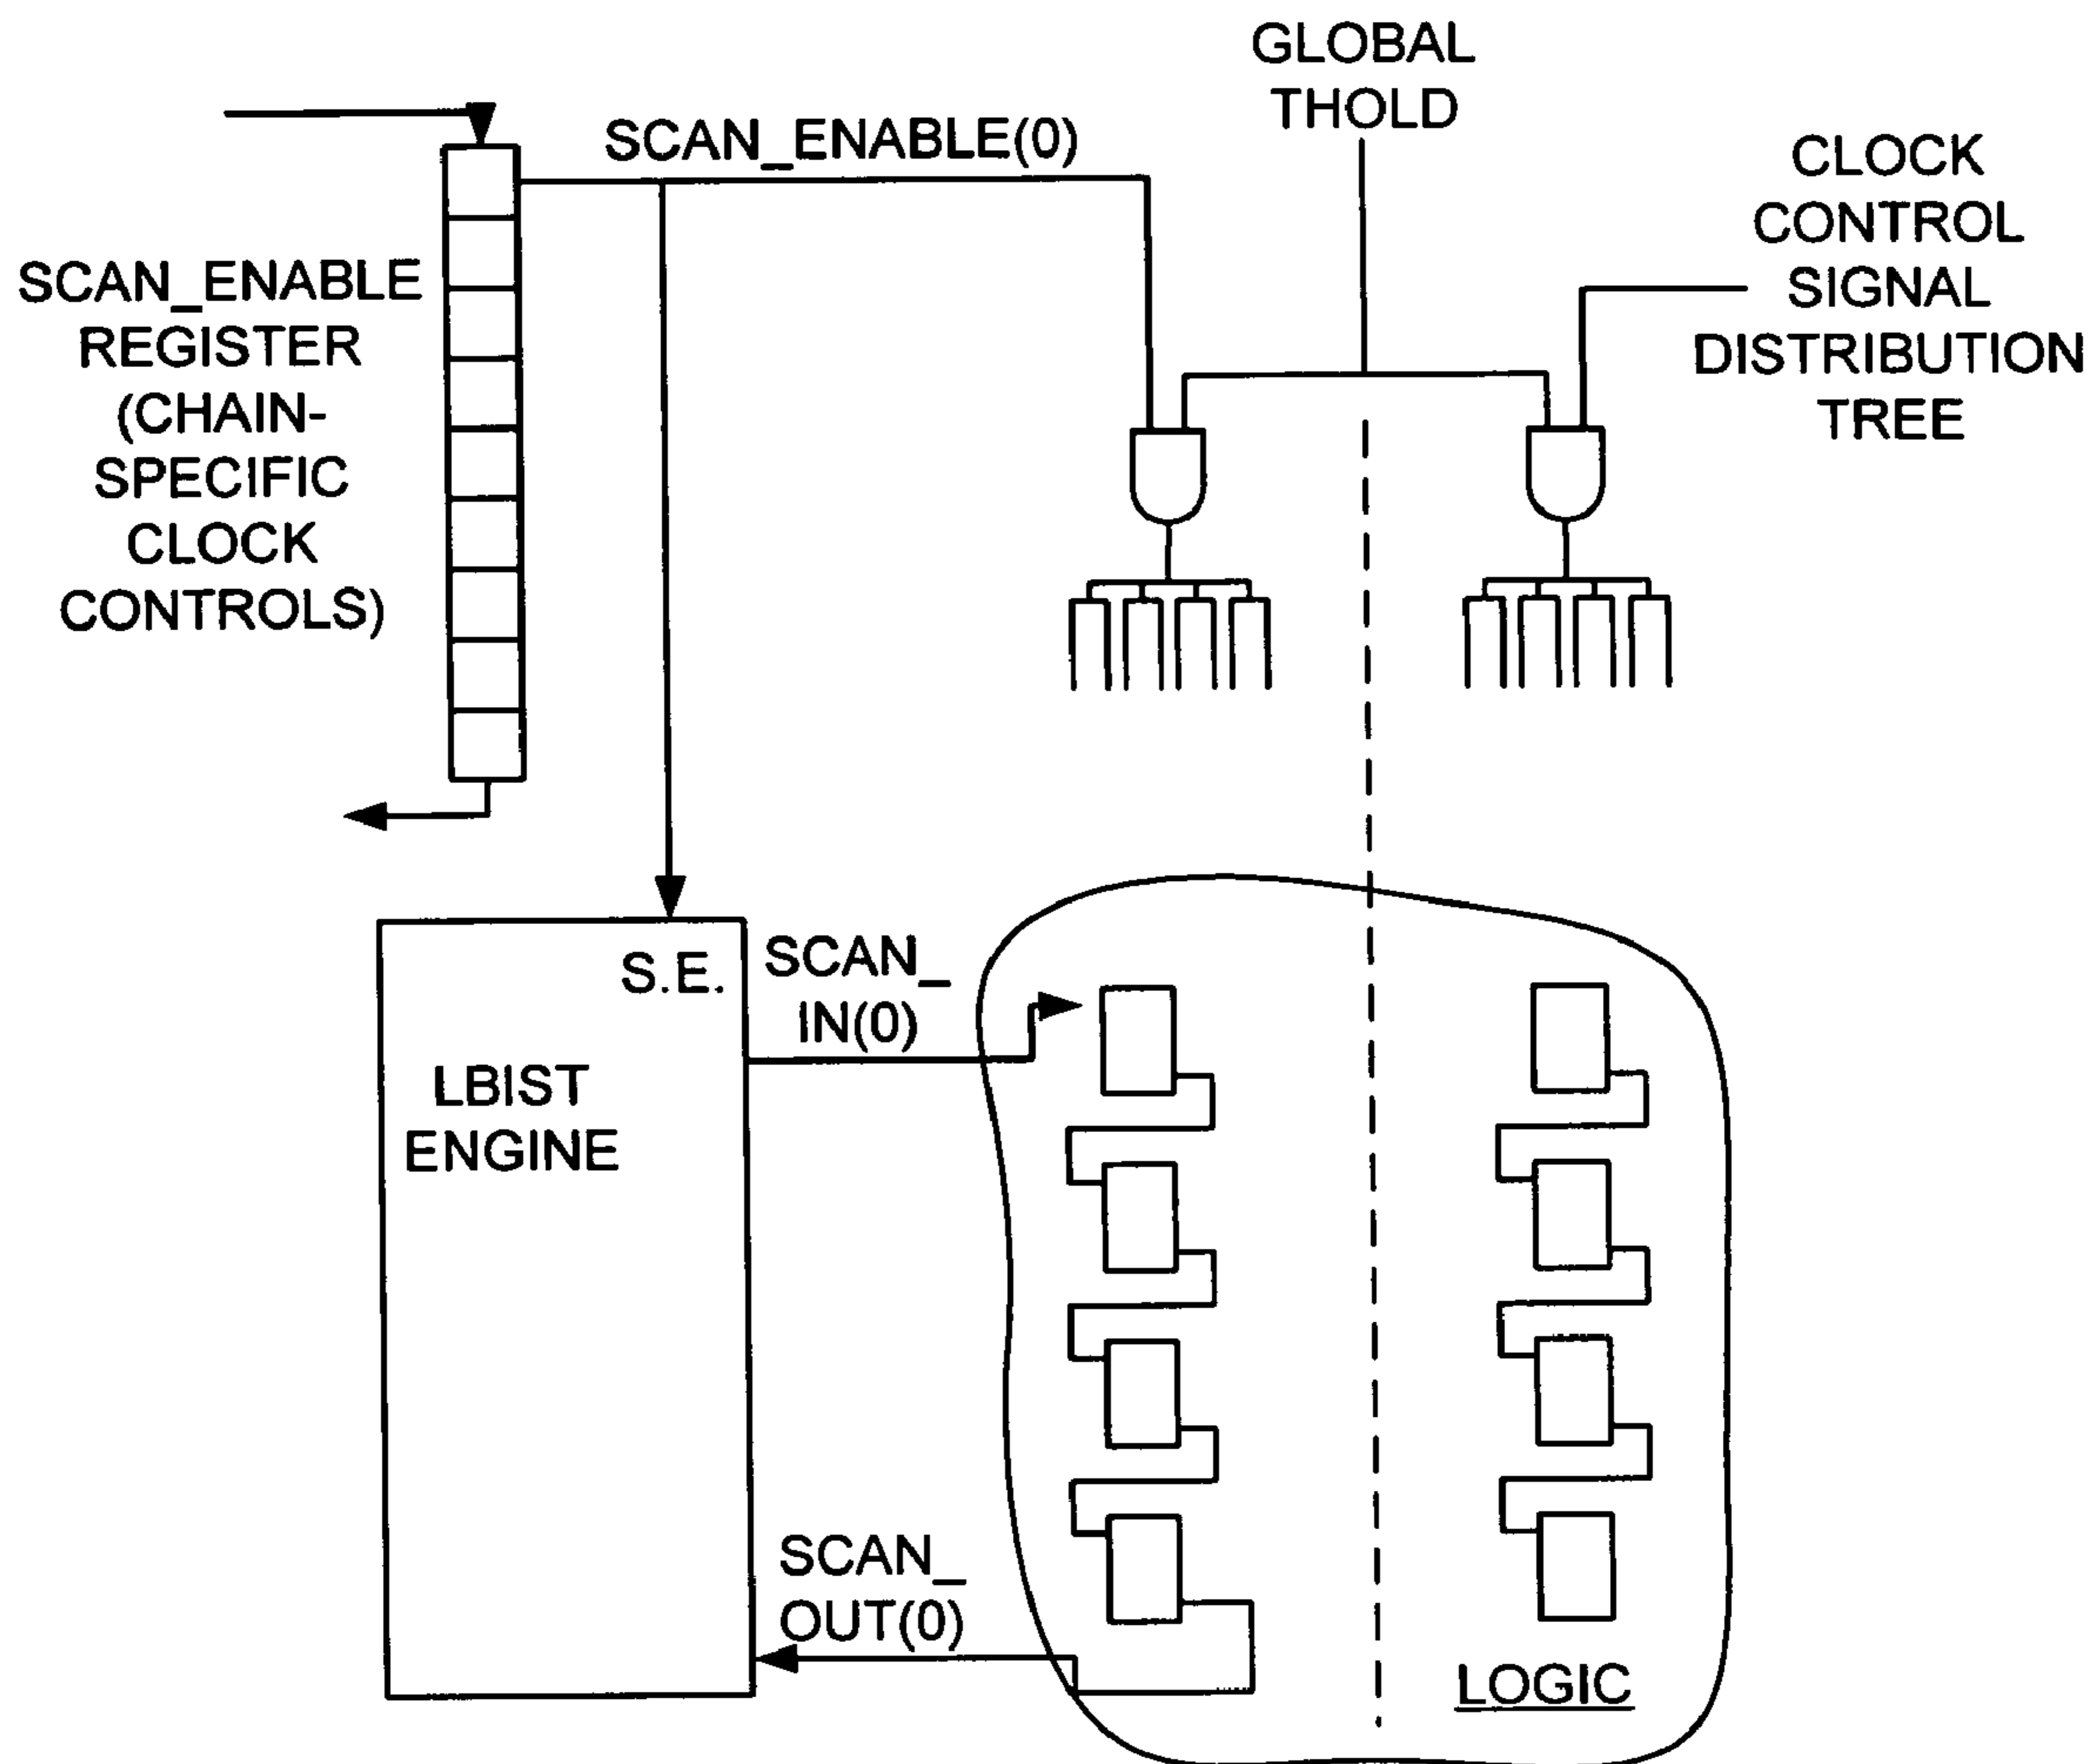 GLOBAL
THOLD
SCAN_ENABLE(0)
CLOCK
CONTROL
SIGNAL
DISTRIBUTION
TREE
SCAN_ENABLE
REGISTER
(CHAIN-
SPECIFIC
CLOCK
CONTROLS)
S.E.
SCAN_
IN(0)
LBIST
ENGINE
SCAN_
OUT(0)
LOGIC